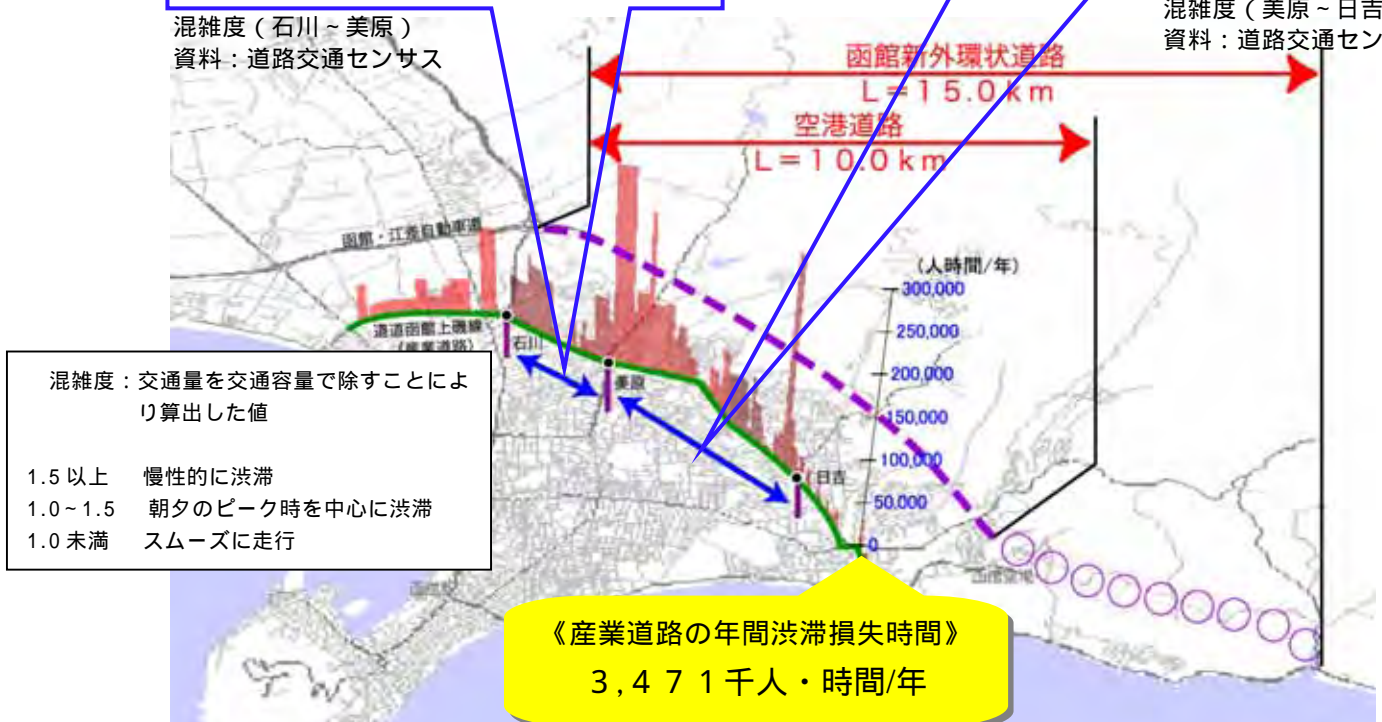 混雑度(石川~美原)
資料:道路交通センサス
混雑度(美原~日吉
資料:道路交通セン
函館新外環状道路
L=15.0km
空港道路
L=10.0km
函館・江差自動車道
(人時間/年)
300,000
250,000
200,000
150,000
100,000
50,000
0
道道函館上磯線
(産業道路)
石川
美原
日吉
函館空港
混雑度:交通量を交通容量で除すことによ
り算出した値
1.5以上 慢性的に渋滞
1.0~1.5 朝夕のピーク時を中心に渋滞
1.0未満 スムーズに走行
《産業道路の年間渋滞損失時間》
3,471千人・時間/年